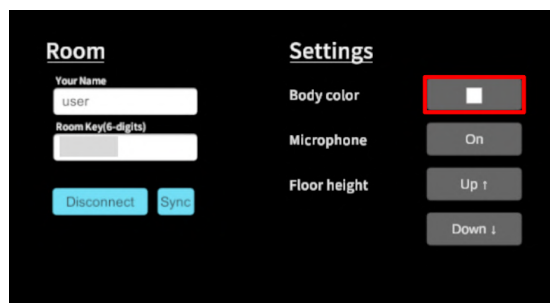 Room
Your Name
user
Room Key(6-digits)
Disconnect
Sync
Settings
Body color
Microphone
On
Floor height
Up ↑
Down ↓